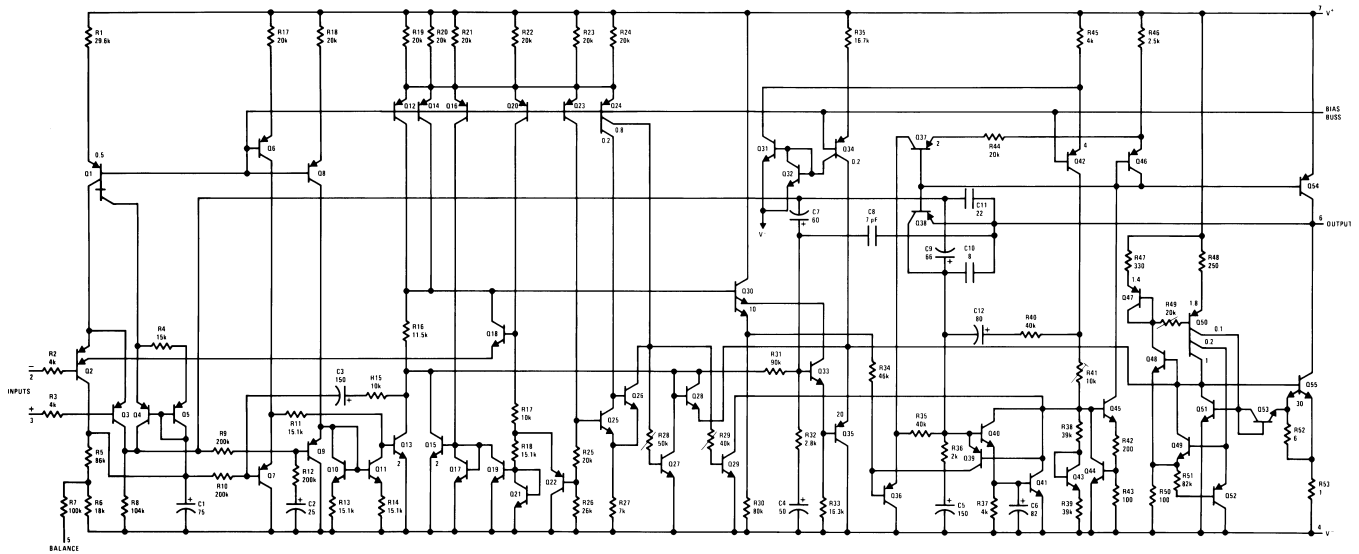 R1
29.6k
R17
20k
R18
20k
R19
20k
R20
20k
R21
20k
R22
20k
R23
20k
R24
20k
R35
16.7k
R45
4k
R46
2.5k
7 V+
Q12
Q14
Q16
Q20
Q23
Q24
0.8
0.2
BIAS
BUSS
Q6
Q31
Q32
Q34
0.2
Q37
2
R44
20k
4
Q42
Q46
0.5
Q1
Q8
Q54
C7
60
V-
C8
7 pF
Q38
C11
22
C9
66
C10
8
6 OUTPUT
R47
330
R48
250
1.4
Q47
R49
20k
1.8
Q50
0.1
0.2
1
Q30
10
Q18
R16
11.5k
C12
80
R40
40k
R4
15k
Q48
2
R2
4k
Q2
INPUTS
+
3
R3
4k
Q3
Q4
Q5
C3
150
R15
10k
R17
10k
Q26
Q28
R31
90k
Q33
R34
46k
R41
10k
Q45
Q51
Q53
Q55
30
R52
6
R11
15.1k
R9
200k
R10
200k
Q13
2
Q15
2
R18
15.1k
Q25
R28
50k
R29
40k
20
Q35
R35
40k
Q40
R38
39k
R42
200
Q49
R5
86k
Q7
Q9
R12
200k
Q10
Q11
Q17
Q19
Q21
Q22
R25
20k
Q27
Q29
R32
2.8k
R36
2k
Q39
Q36
Q41
Q43
Q44
R51
82k
Q52
R7
100k
R6
18k
R8
104k
C1
75
C2
25
R13
15.1k
R14
15.1k
R26
26k
R27
7k
R30
80k
C4
50
R33
16.3k
C5
150
R37
4k
C6
82
R39
39k
R43
100
R50
100
R53
1
4 V-
5
BALANCE